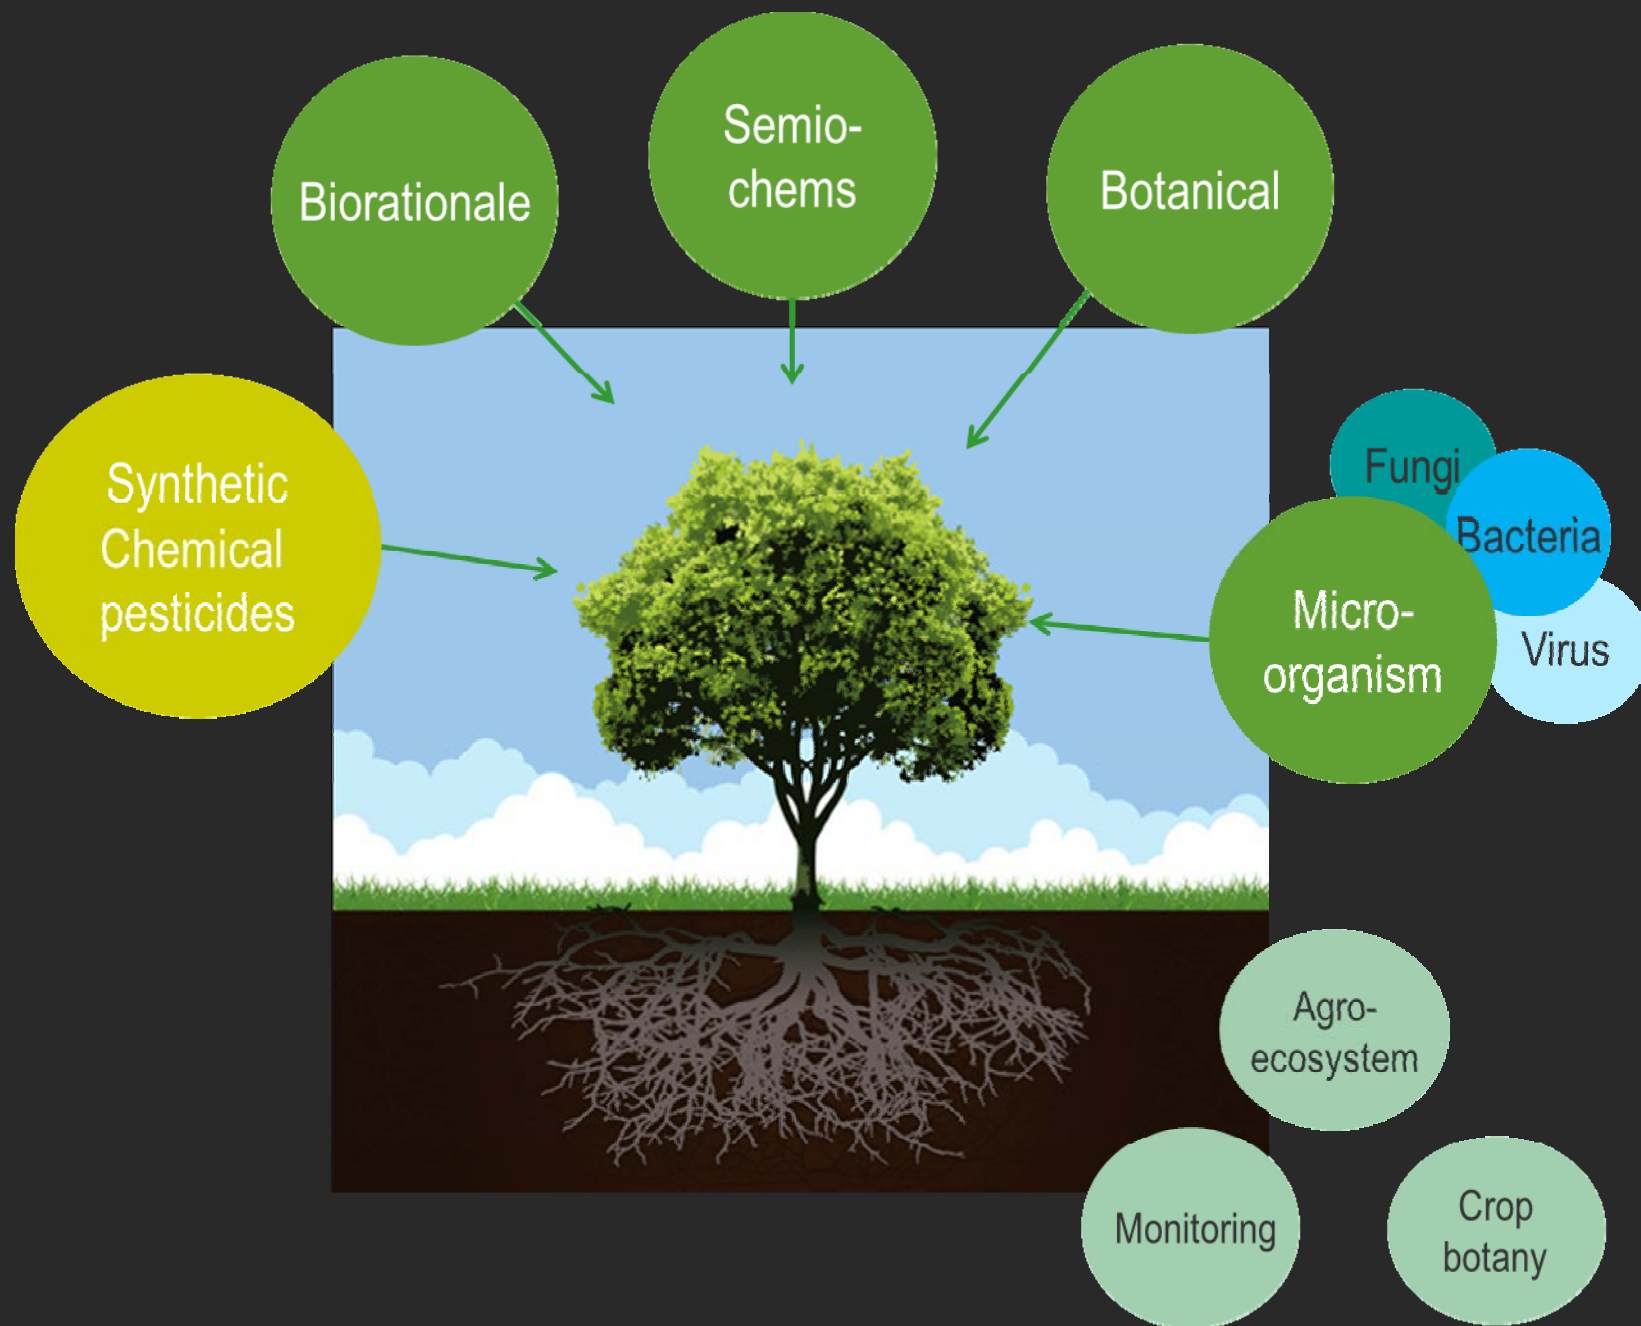 Semio-
chems
Biorationale
Botanical
Synthetic
Chemical
pesticides
Fungi
Bacteria
Virus
Micro-
organism
Agro-
ecosystem
Monitoring
Crop
botany